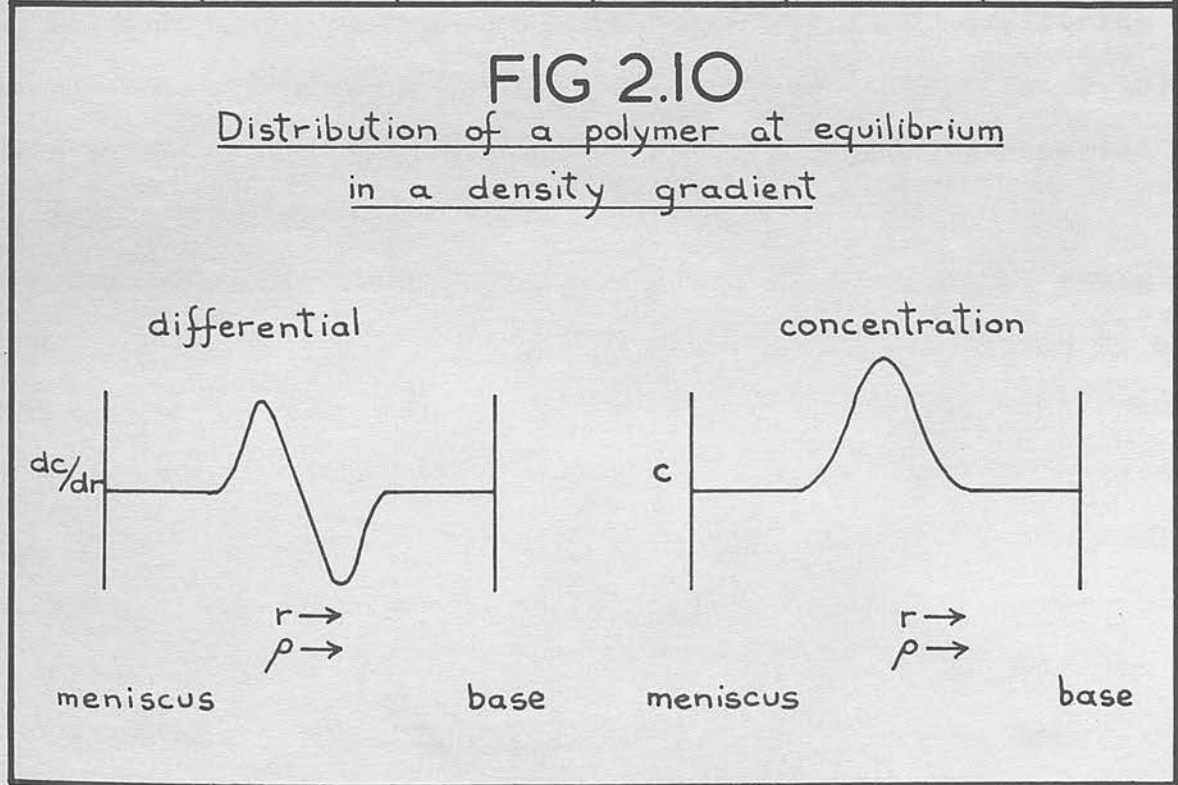 FIG 2.10
Distribution of a polymer at equilibrium
in a density gradient
differential
dc/dr
r→
ρ→
meniscus base
concentration
c
r→
ρ→
meniscus base